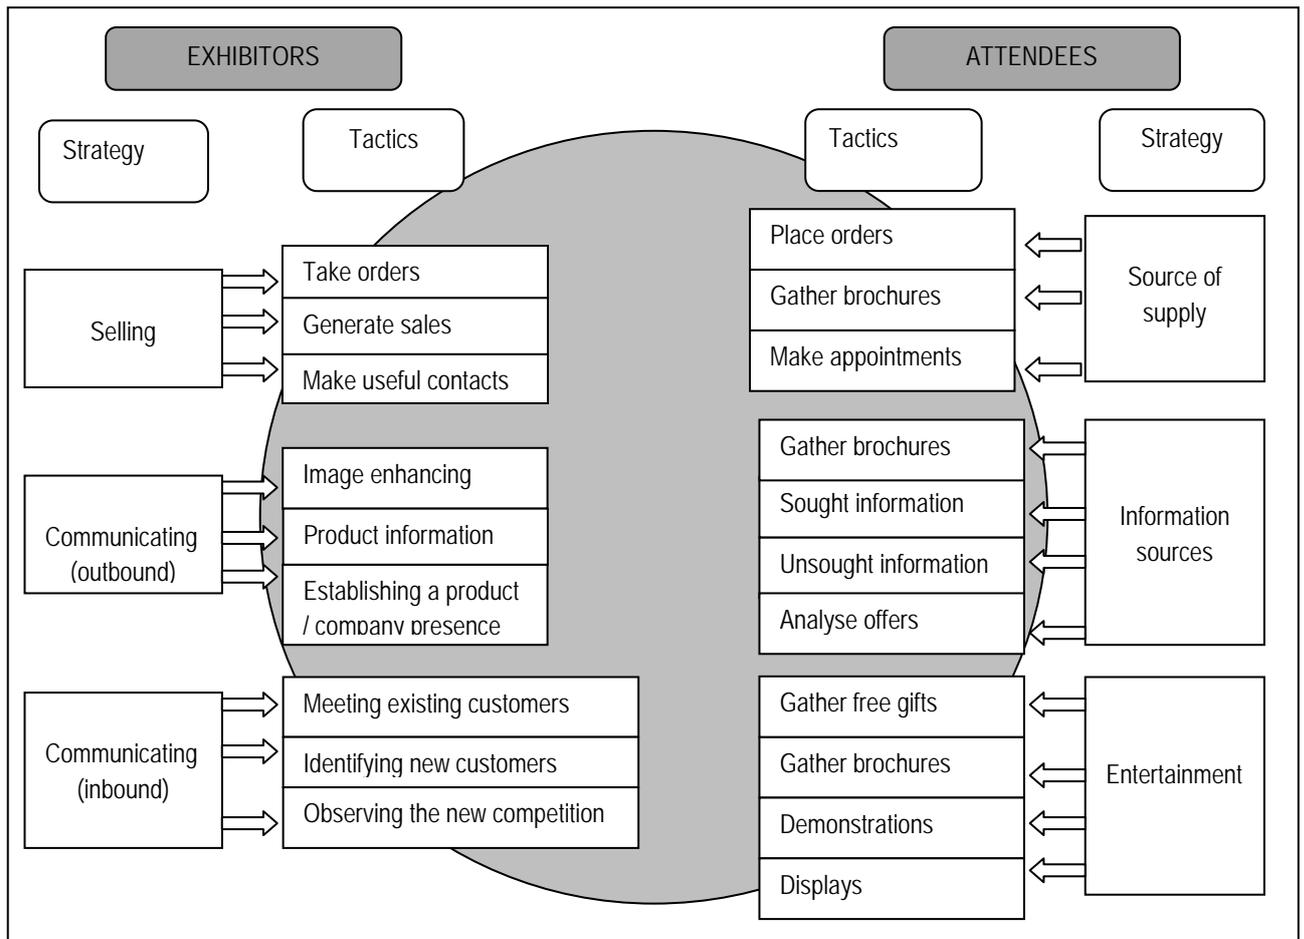 EXHIBITORS
ATTENDEES
Strategy
Tactics
Tactics
Strategy
Selling
Take orders
Generate sales
Make useful contacts
Communicating
(outbound)
Image enhancing
Product information
Establishing a product
/ company presence
Communicating
(inbound)
Meeting existing customers
Identifying new customers
Observing the new competition
Place orders
Gather brochures
Make appointments
Source of
supply
Gather brochures
Sought information
Unsought information
Analyse offers
Information
sources
Gather free gifts
Gather brochures
Demonstrations
Displays
Entertainment